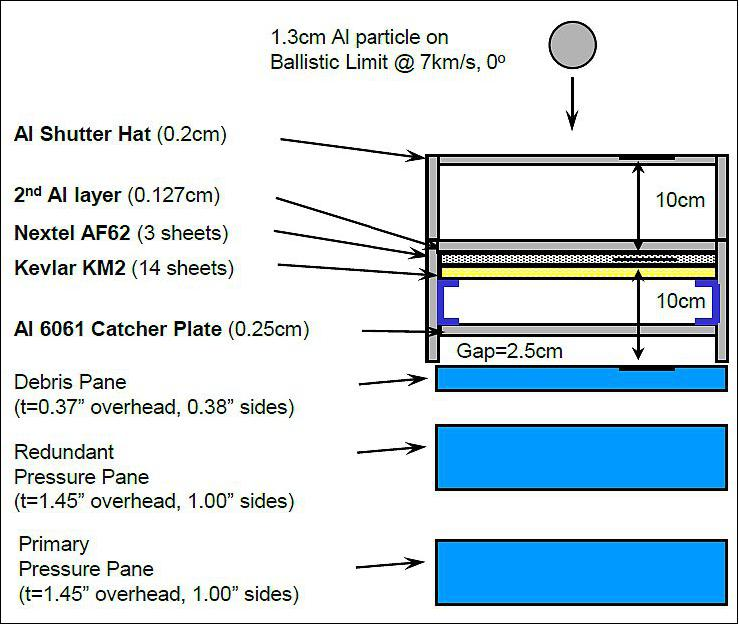 1.3cm Al particle on
Ballistic Limit @ 7km/s, 0º
Al Shutter Hat (0.2cm)
2nd Al layer (0.127cm)
10cm
Nextel AF62 (3 sheets)
Kevlar KM2 (14 sheets)
10cm
Al 6061 Catcher Plate (0.25cm)
Gap=2.5cm
Debris Pane
(t=0.37” overhead, 0.38” sides)
Redundant
Pressure Pane
(t=1.45” overhead, 1.00” sides)
Primary
Pressure Pane
(t=1.45” overhead, 1.00” sides)